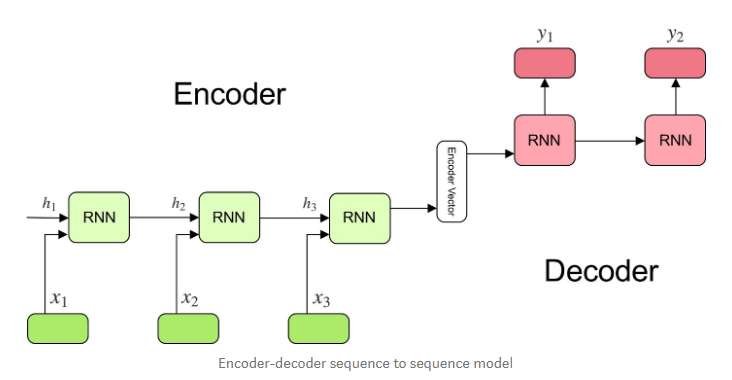 y1
y2
Encoder
RNN
RNN
Encoder Vector
h1
RNN
h2
RNN
h3
RNN
Decoder
x1
x2
x3
Encoder-decoder sequence to sequence model